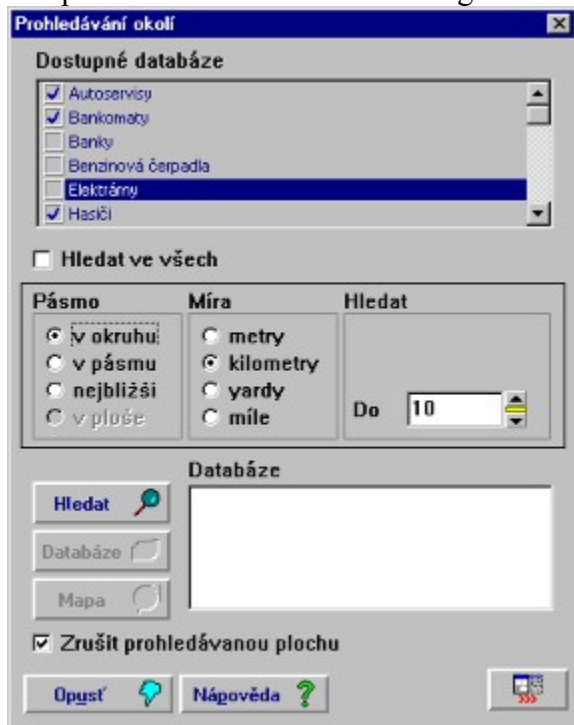 Prohledávání okolí
Dostupné databáze
Autoservisy
Bankomaty
Banky
Benzinová čerpadla
Elektrárny
Hasiči
Hledat ve všech
Pásmo Míra Hledat
v okruhu metry
v pásmu kilometry
nejbližši yardy
v ploše míle
Do 10
Databáze
Hledat
Databáze
Mapa
Zrušit prohledávanou plochu
Opusť Nápověda